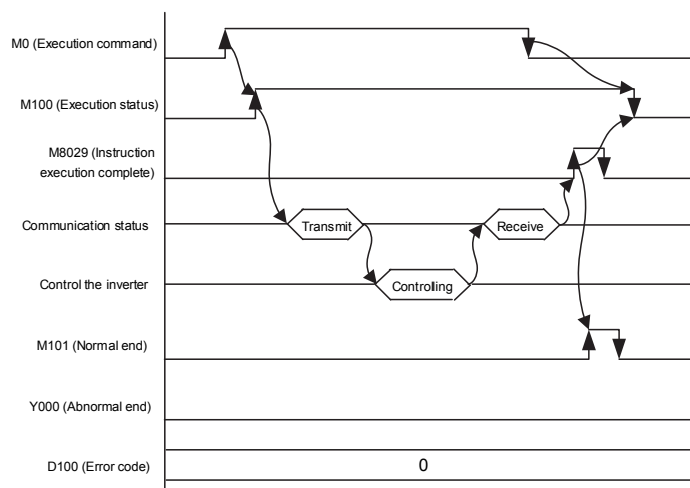 M0 (Execution command)
M100 (Execution status)
M8029 (Instruction
execution complete)
Communication status
Transmit
Receive
Control the inverter
Controlling
M101 (Normal end)
Y000 (Abnormal end)
D100 (Error code)
0